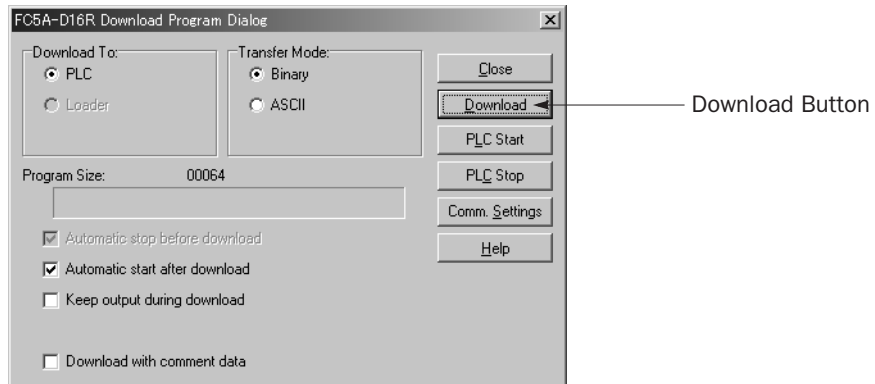 FC5A-D16R Download Program Dialog
Download To:
PLC
Loader
Transfer Mode:
Binary
ASCII
Close
Download
Download Button
PLC Start
PLC Stop
Program Size: 00064
Comm. Settings
Help
Automatic stop before download
Automatic start after download
Keep output during download
Download with comment data